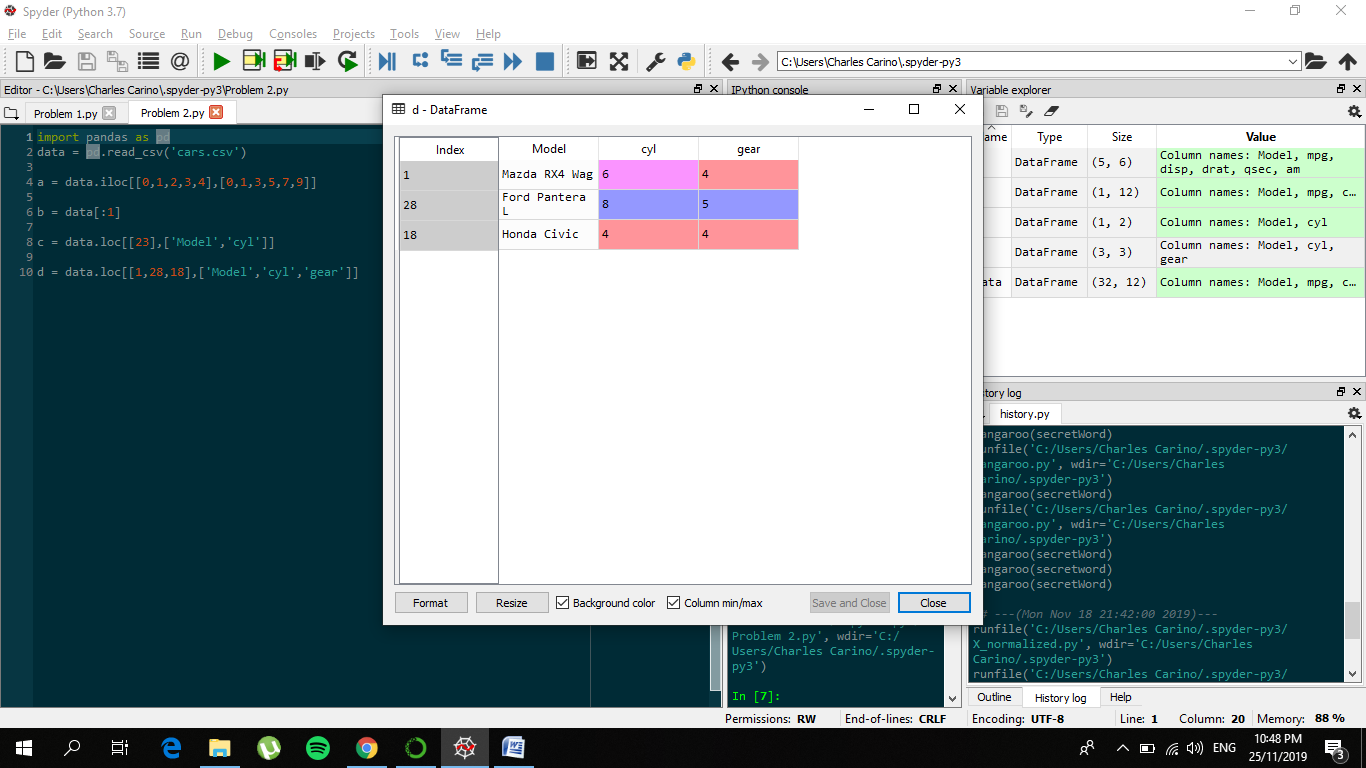 Spyder (Python 3.7)
File Edit Search Source Run Debug Consoles Projects Tools View Help
C:\Users\Charles Carino\.spyder-py3
Editor - C:\Users\Charles Carino\.spyder-py3\Problem 2.py
Problem 1.py Problem 2.py
1 import pandas as pd
2 data = pd.read_csv('cars.csv')
3
4 a = data.iloc[[0,1,2,3,4],[0,1,3,5,7,9]]
5
6 b = data[:1]
7
8 c = data.loc[[23],['Model','cyl']]
9
10 d = data.loc[[1,28,18],['Model','cyl','gear']]
IPython console
d - DataFrame
Index Model cyl gear
1 Mazda RX4 Wag 6 4
28 Ford Pantera L 8 5
18 Honda Civic 4 4
Format Resize Background color Column min/max Save and Close Close
Problem 2.py', wdir='C:/
Users/Charles Carino/.spyder-
py3')
In [7]:
Variable explorer
ame Type Size Value
DataFrame (5, 6) Column names: Model, mpg,
disp, drat, qsec, am
DataFrame (1, 12) Column names: Model, mpg, c…
DataFrame (1, 2) Column names: Model, cyl
DataFrame (3, 3) Column names: Model, cyl,
gear
ata DataFrame (32, 12) Column names: Model, mpg, c…
story log
history.py
angaroo(secretWord)
unfile('C:/Users/Charles Carino/.spyder-py3/
angaroo.py', wdir='C:/Users/Charles
arino/.spyder-py3')
angaroo(secretWord)
unfile('C:/Users/Charles Carino/.spyder-py3/
angaroo.py', wdir='C:/Users/Charles
arino/.spyder-py3')
angaroo(secretWord)
angaroo(secretword)
angaroo(secretWord)
# ---(Mon Nov 18 21:42:00 2019)---
runfile('C:/Users/Charles Carino/.spyder-py3/
X_normalized.py', wdir='C:/Users/Charles
Carino/.spyder-py3')
runfile('C:/Users/Charles Carino/.spyder-py3/
Outline History log Help
Permissions: RW End-of-lines: CRLF Encoding: UTF-8 Line: 1 Column: 20 Memory: 88 %
ENG
10:48 PM
25/11/2019
3